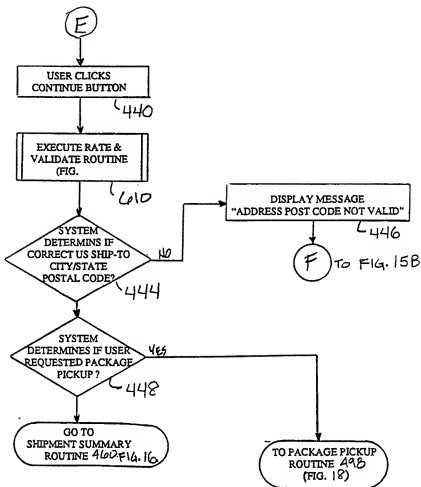 E
USER CLICKS
CONTINUE BUTTON
440
EXECUTE RATE &
VALIDATE ROUTINE
(FIG.
610
SYSTEM
DETERMINS IF
CORRECT US SHIP-TO
CITY/STATE
POSTAL CODE?
444
NO
DISPLAY MESSAGE
"ADDRESS POST CODE NOT VALID"
446
F TO FIG. 15B
SYSTEM
DETERMINES IF USER
REQUESTED PACKAGE
PICKUP ?
448
YES
GO TO
SHIPMENT SUMMARY
ROUTINE 460 FIG. 16
TO PACKAGE PICKUP
ROUTINE 498
(FIG. 18)